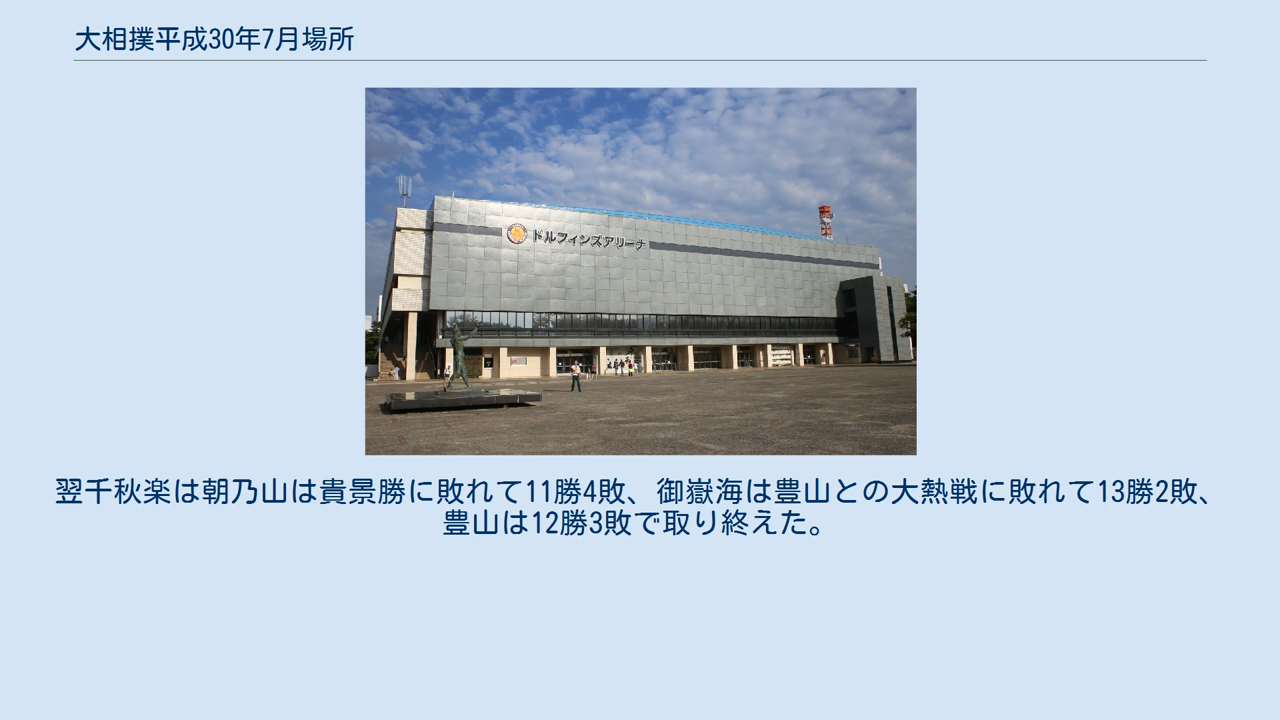 大相撲平成30年7月場所
ドルフィンズアリーナ
翌千秋楽は朝乃山は貴景勝に敗れて11勝4敗、御嶽海は豊山との大熱戦に敗れて13勝2敗、
豊山は12勝3敗で取り終えた。